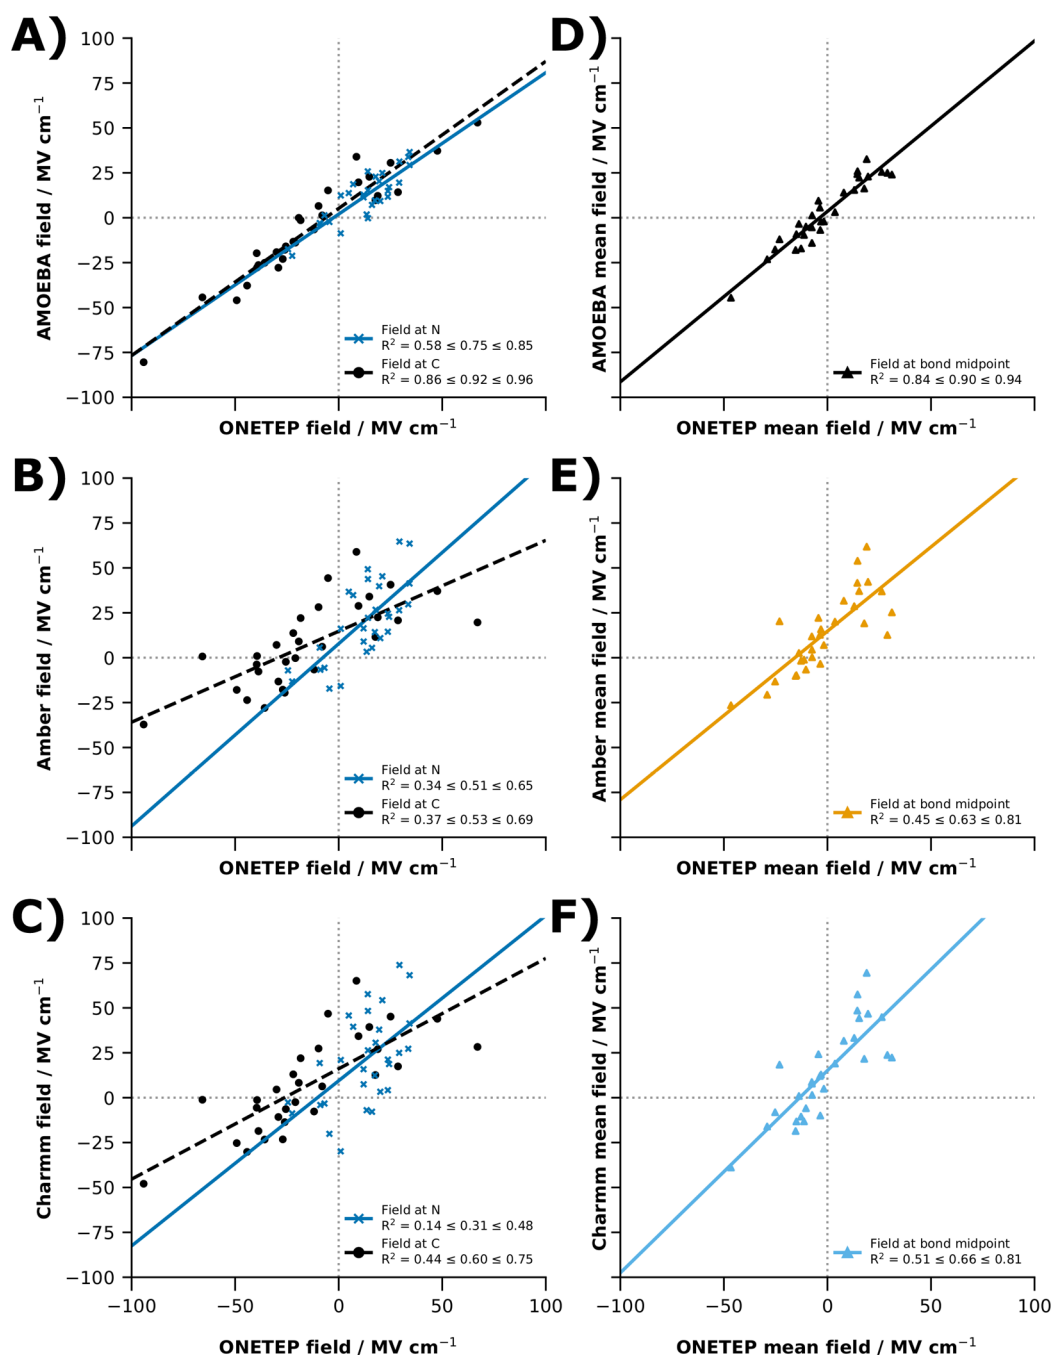 A)
100
75
50
25
0
−25
−50
−75
−100
AMOEBA field / MV cm⁻¹
Field at N
R² = 0.58 ≤ 0.75 ≤ 0.85
Field at C
R² = 0.86 ≤ 0.92 ≤ 0.96
ONETEP field / MV cm⁻¹
D)
AMOEBA mean field / MV cm⁻¹
Field at bond midpoint
R² = 0.84 ≤ 0.90 ≤ 0.94
ONETEP mean field / MV cm⁻¹
B)
100
75
50
25
0
−25
−50
−75
−100
Amber field / MV cm⁻¹
Field at N
R² = 0.34 ≤ 0.51 ≤ 0.65
Field at C
R² = 0.37 ≤ 0.53 ≤ 0.69
ONETEP field / MV cm⁻¹
E)
Amber mean field / MV cm⁻¹
Field at bond midpoint
R² = 0.45 ≤ 0.63 ≤ 0.81
ONETEP mean field / MV cm⁻¹
C)
100
75
50
25
0
−25
−50
−75
−100
Charmm field / MV cm⁻¹
Field at N
R² = 0.14 ≤ 0.31 ≤ 0.48
Field at C
R² = 0.44 ≤ 0.60 ≤ 0.75
−100 −50 0 50 100
ONETEP field / MV cm⁻¹
F)
Charmm mean field / MV cm⁻¹
Field at bond midpoint
R² = 0.51 ≤ 0.66 ≤ 0.81
−100 −50 0 50 100
ONETEP mean field / MV cm⁻¹